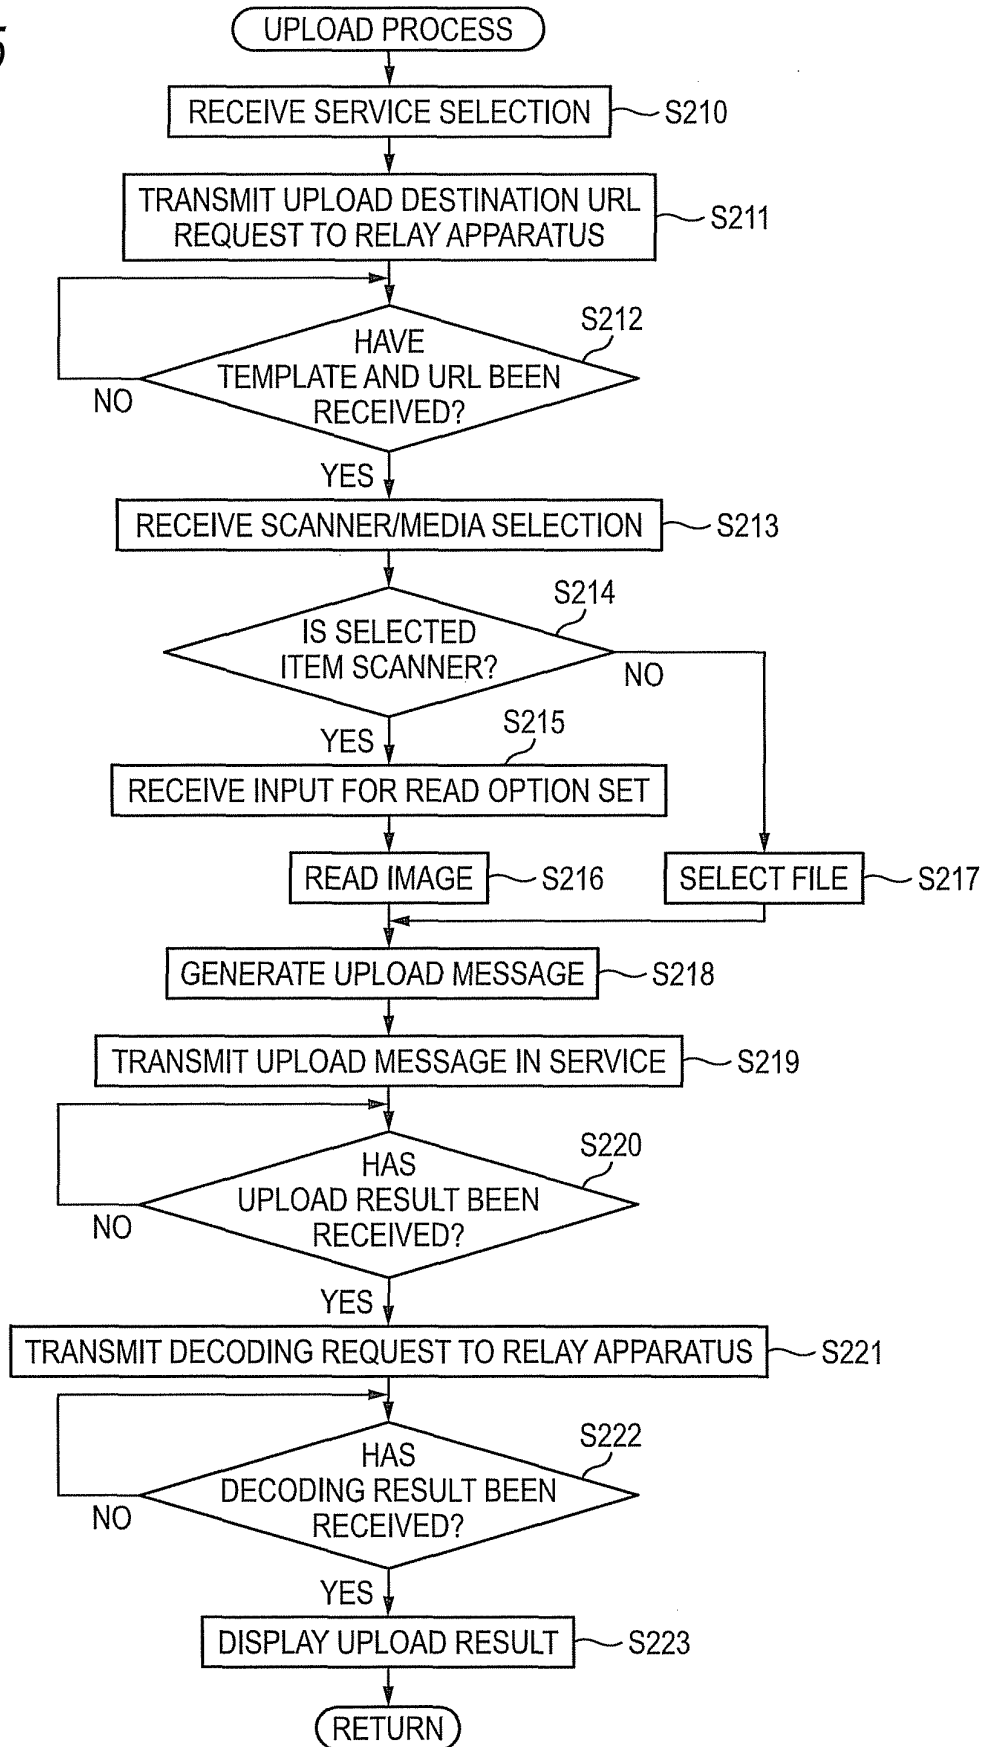 5
UPLOAD PROCESS
RECEIVE SERVICE SELECTION
S210
TRANSMIT UPLOAD DESTINATION URL
REQUEST TO RELAY APPARATUS
S211
S212
HAVE
TEMPLATE AND URL BEEN
RECEIVED?
NO
YES
RECEIVE SCANNER/MEDIA SELECTION
S213
S214
IS SELECTED
ITEM SCANNER?
NO
YES
S215
RECEIVE INPUT FOR READ OPTION SET
READ IMAGE
S216
SELECT FILE
S217
GENERATE UPLOAD MESSAGE
S218
TRANSMIT UPLOAD MESSAGE IN SERVICE
S219
S220
HAS
UPLOAD RESULT BEEN
RECEIVED?
NO
YES
TRANSMIT DECODING REQUEST TO RELAY APPARATUS
S221
S222
HAS
DECODING RESULT BEEN
RECEIVED?
NO
YES
DISPLAY UPLOAD RESULT
S223
RETURN